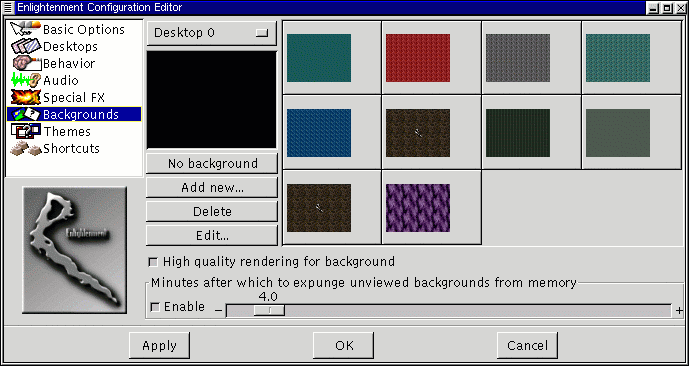 Enlightenment Configuration Editor
Basic Options
Desktops
Behavior
Audio
Special FX
Backgrounds
Themes
Shortcuts
Enlightenment
Desktop 0
No background
Add new...
Delete
Edit...
High quality rendering for background
Minutes after which to expunge unviewed backgrounds from memory
Enable
4.0
– +
Apply OK Cancel